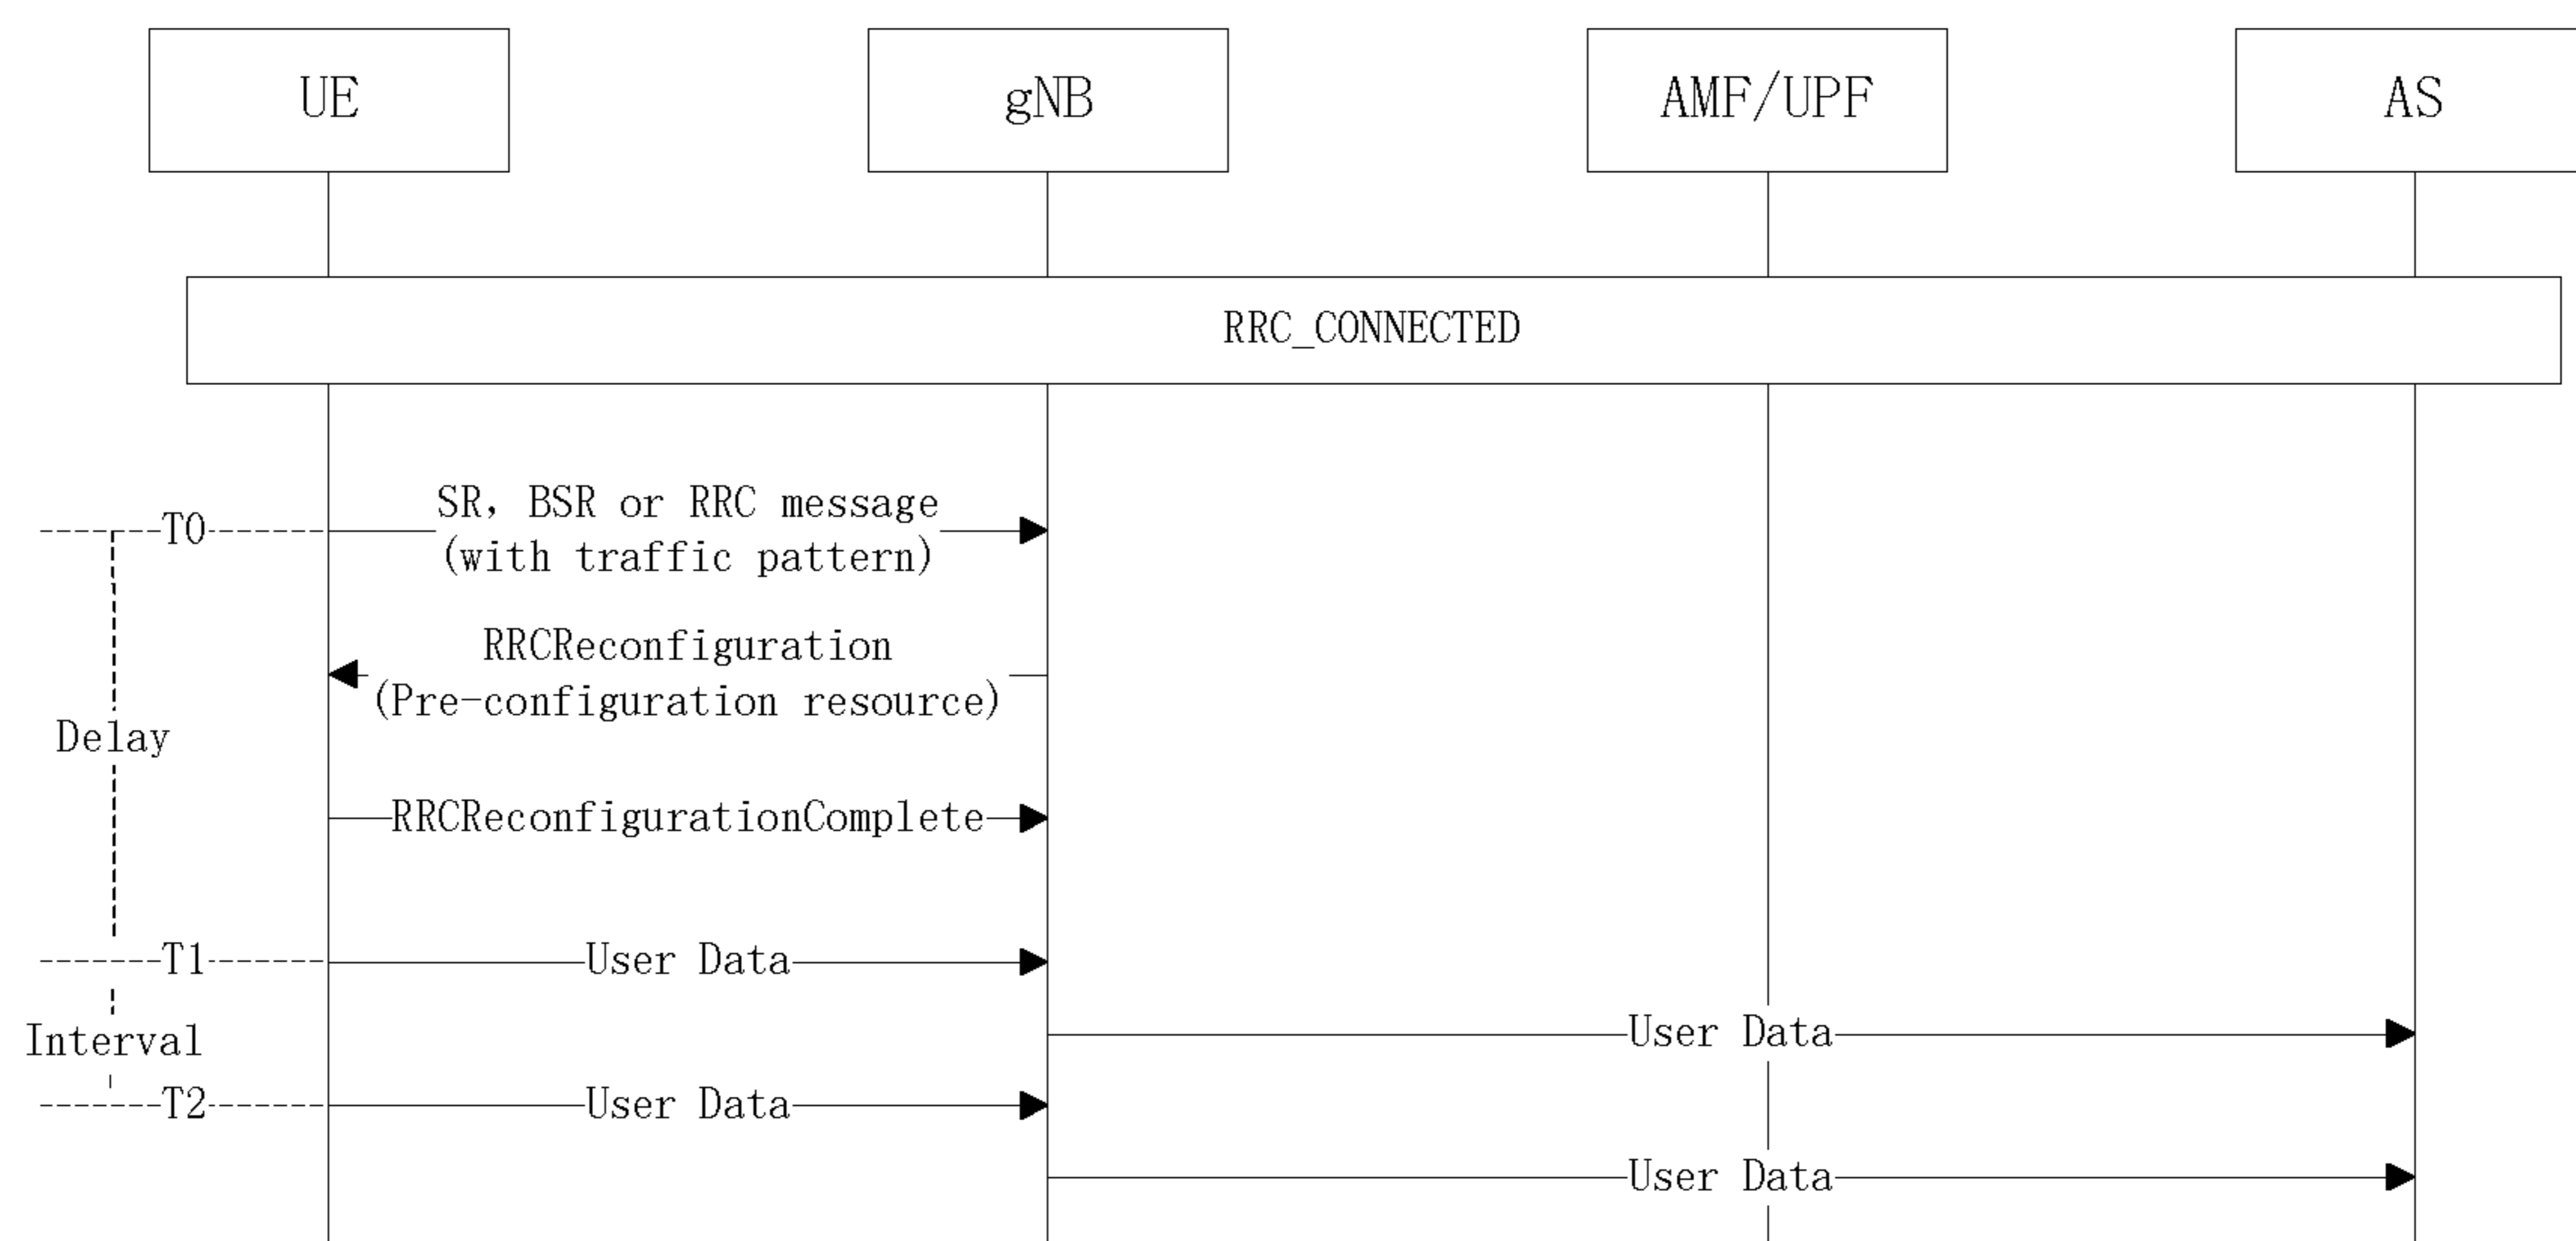 UE
gNB
AMF/UPF
AS
RRC_CONNECTED
SR, BSR or RRC message
(with traffic pattern)
T0
RRCReconfiguration
(Pre-configuration resource)
Delay
RRCReconfigurationComplete
T1
User Data
User Data
Interval
T2
User Data
User Data